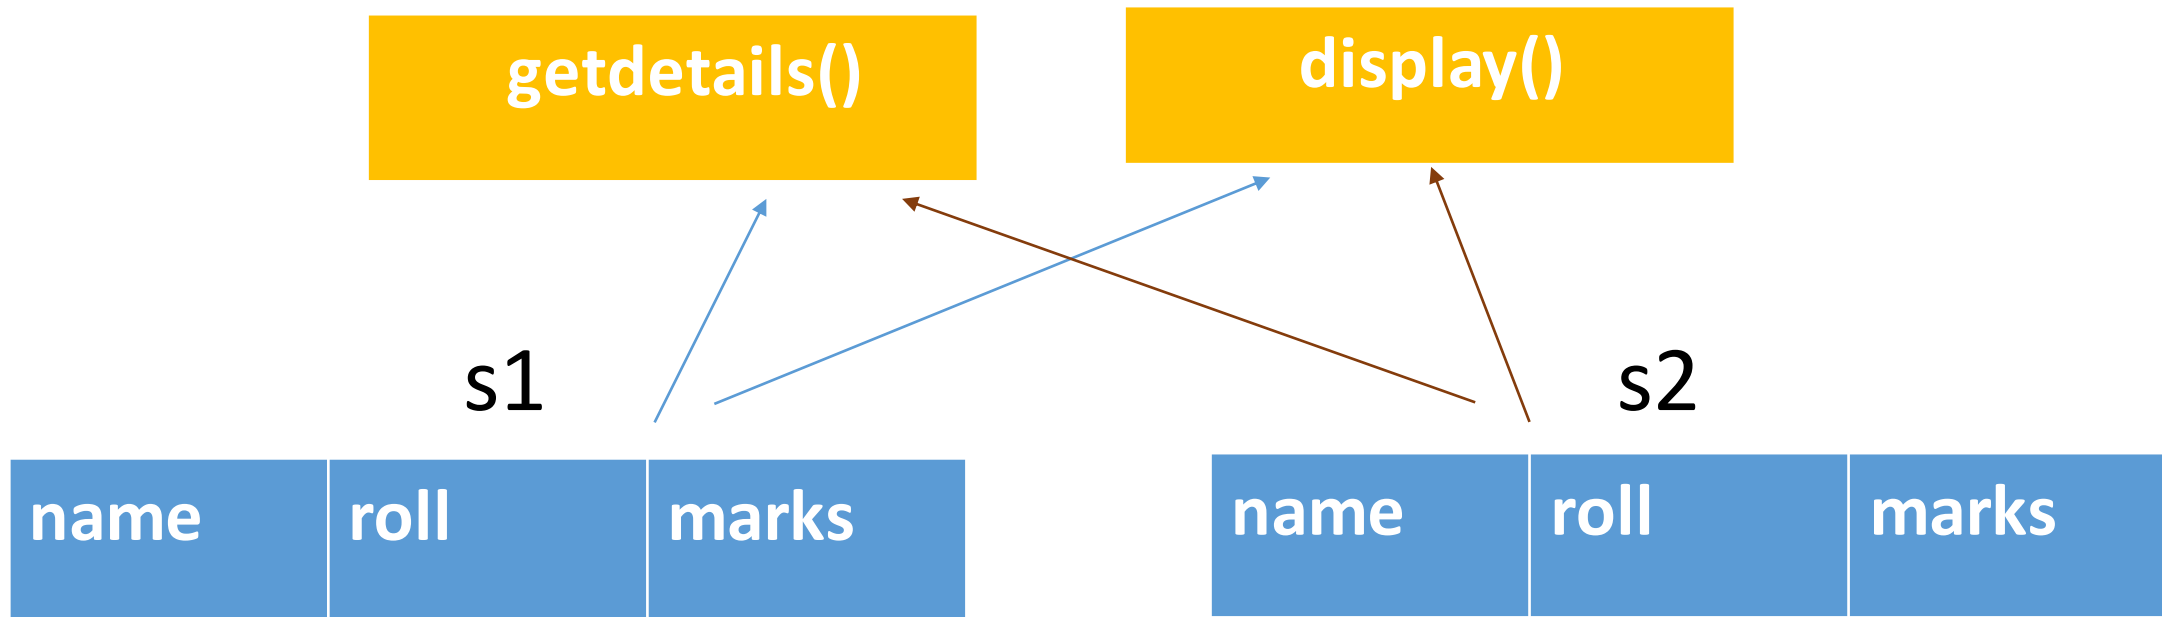 getdetails()
display()
s1
s2
name roll marks
name roll marks